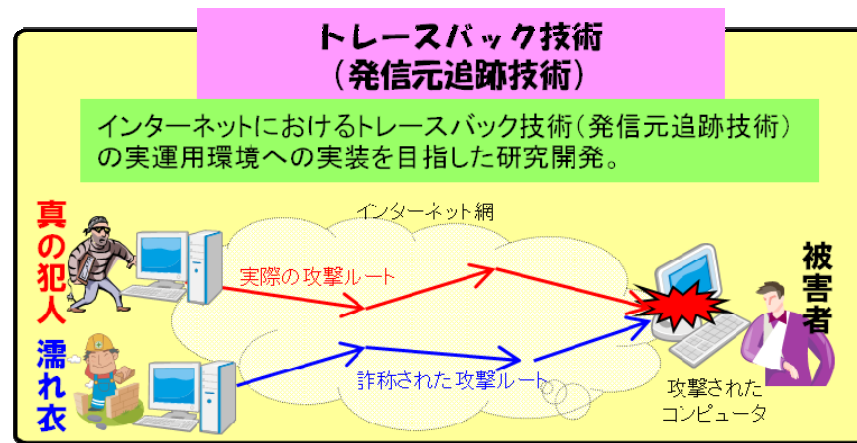 トレースバック技術
（発信元追跡技術）
インターネットにおけるトレースバック技術（発信元追跡技術）
の実運用環境への実装を目指した研究開発。
インターネット網
真の犯人
実際の攻撃ルート
被害者
濡れ衣
詐称された攻撃ルート
攻撃された
コンピュータ